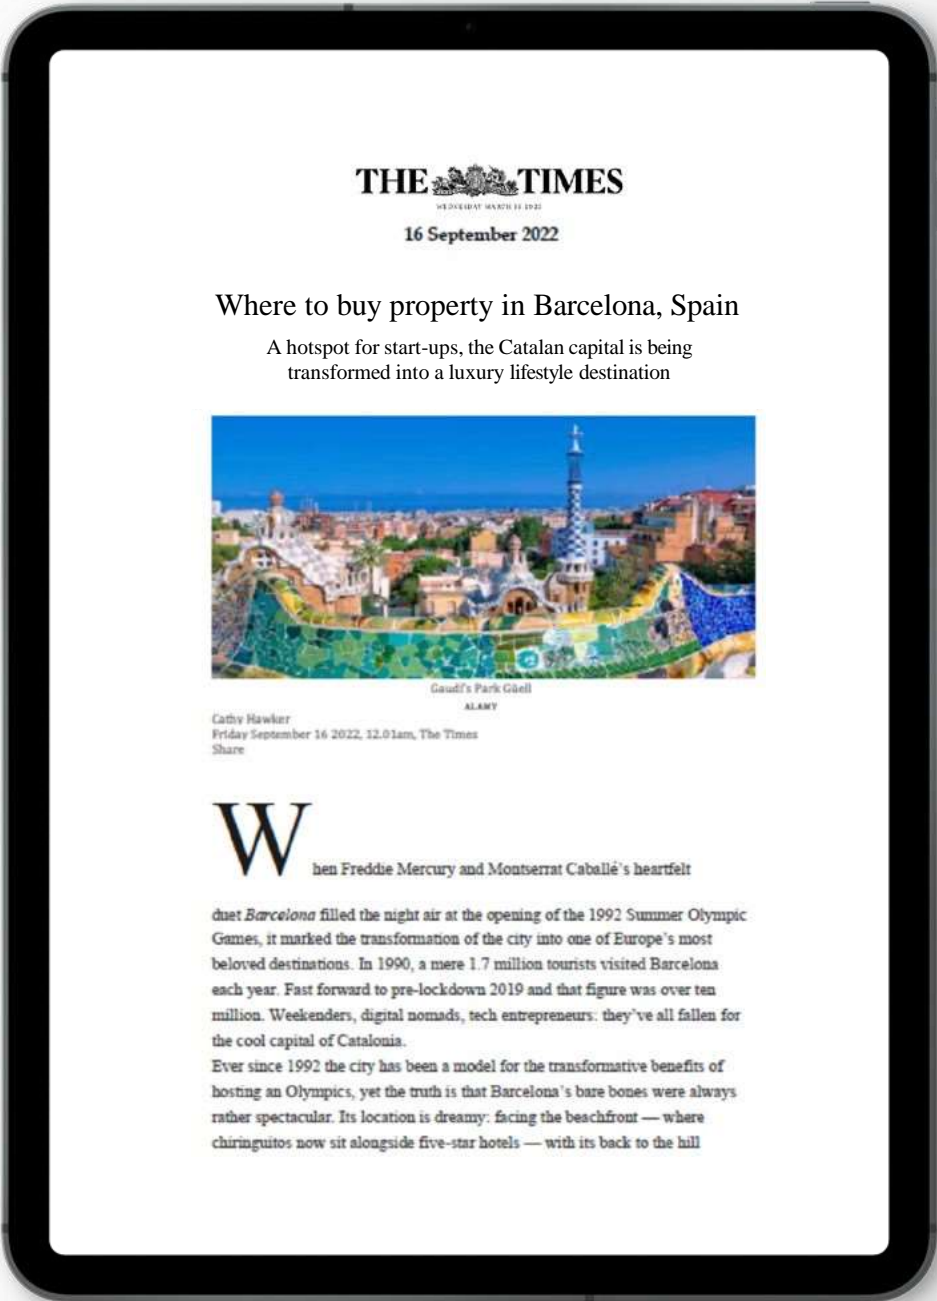 THE TIMES
16 September 2022
Where to buy property in Barcelona, Spain
A hotspot for start-ups, the Catalan capital is being
transformed into a luxury lifestyle destination
Gaudí's Park Güell
ALAMY
Cathy Hawker
Friday September 16 2022, 12.01am, The Times
Share
When Freddie Mercury and Montserrat Caballé's heartfelt
duet Barcelona filled the night air at the opening of the 1992 Summer Olympic
Games, it marked the transformation of the city into one of Europe's most
beloved destinations. In 1990, a mere 1.7 million tourists visited Barcelona
each year. Fast forward to pre-lockdown 2019 and that figure was over ten
million. Weekenders, digital nomads, tech entrepreneurs: they've all fallen for
the cool capital of Catalonia.
Ever since 1992 the city has been a model for the transformative benefits of
hosting an Olympics, yet the truth is that Barcelona's bare bones were always
rather spectacular. Its location is dreamy: facing the beachfront — where
chiringuitos now sit alongside five-star hotels — with its back to the hill